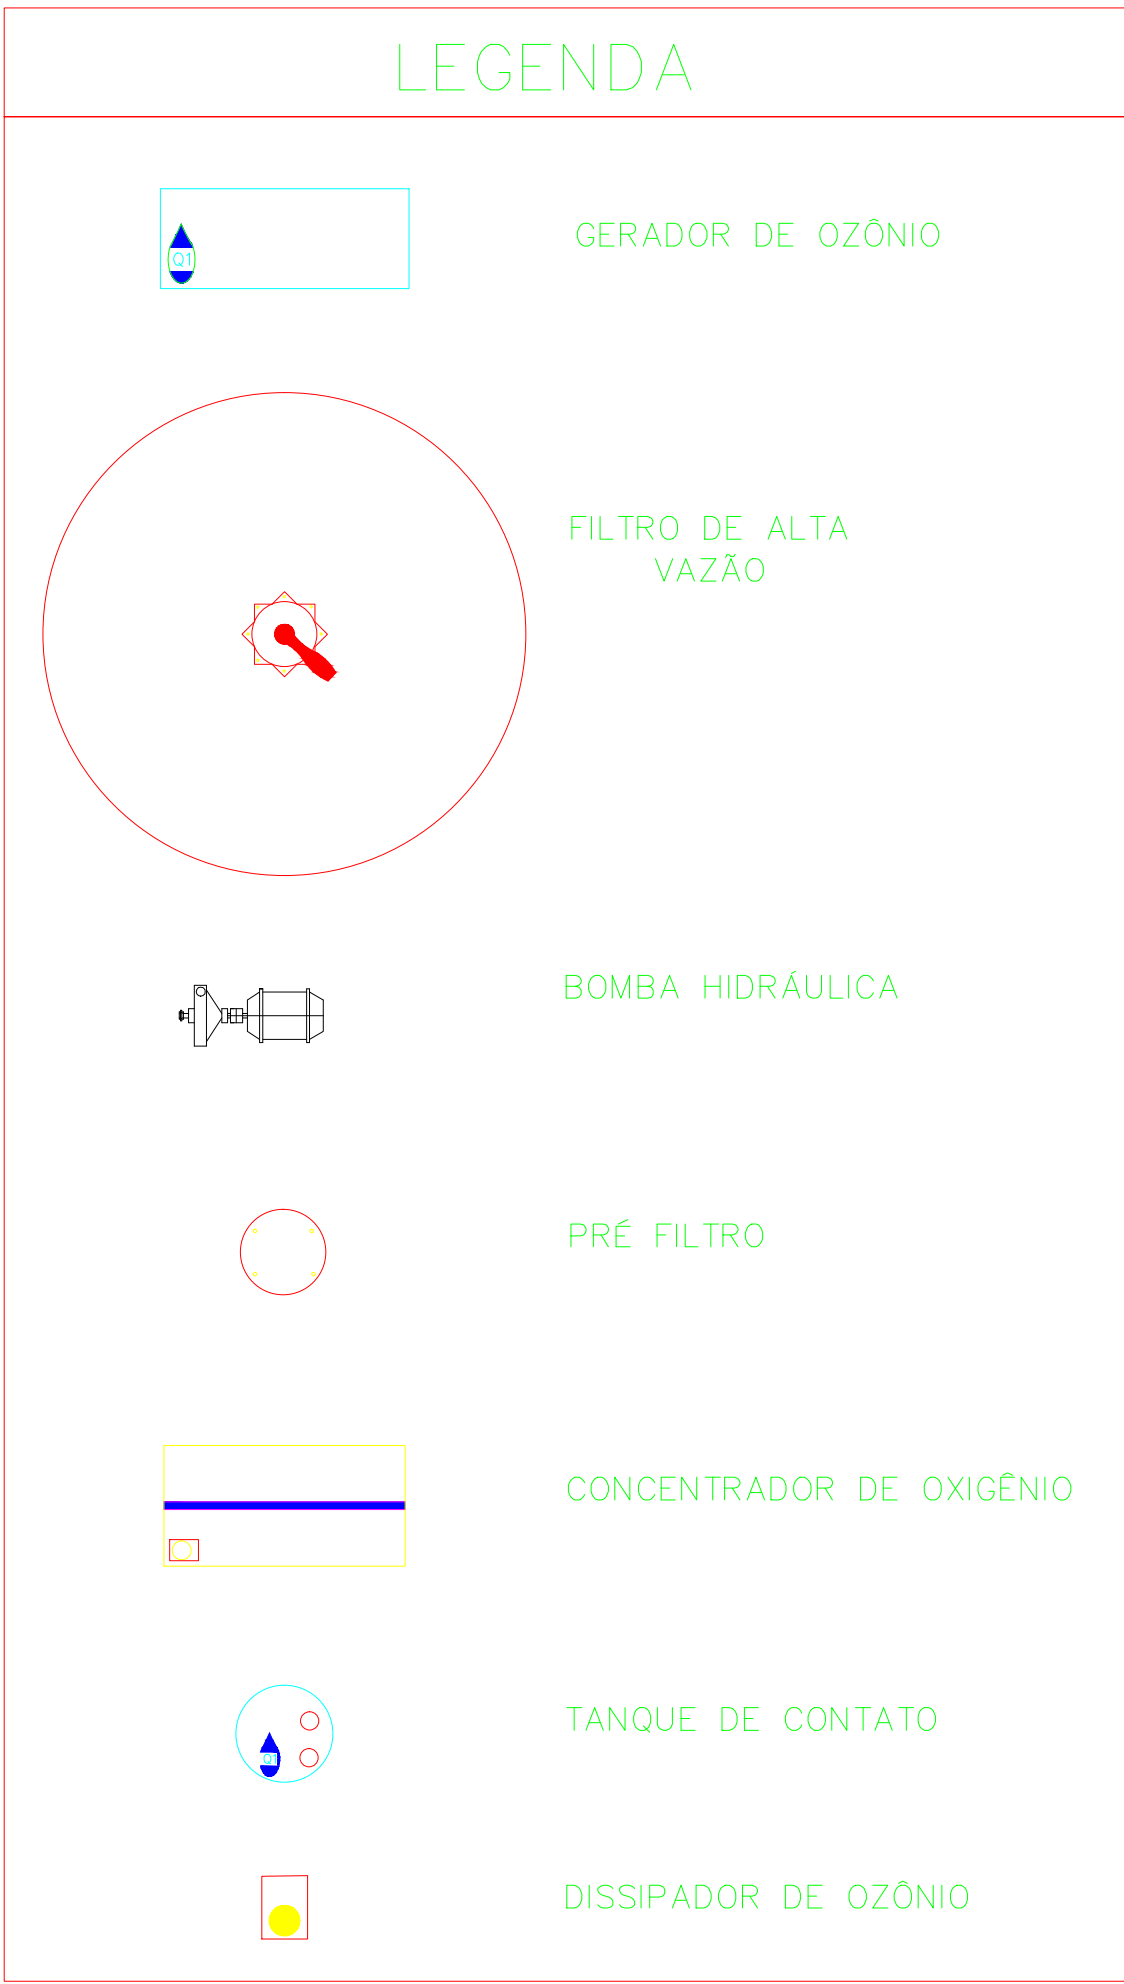 LEGENDA
Q1
GERADOR DE OZÔNIO
FILTRO DE ALTA
VAZÃO
BOMBA HIDRÁULICA
PRÉ FILTRO
CONCENTRADOR DE OXIGÊNIO
Q1
TANQUE DE CONTATO
DISSIPADOR DE OZÔNIO